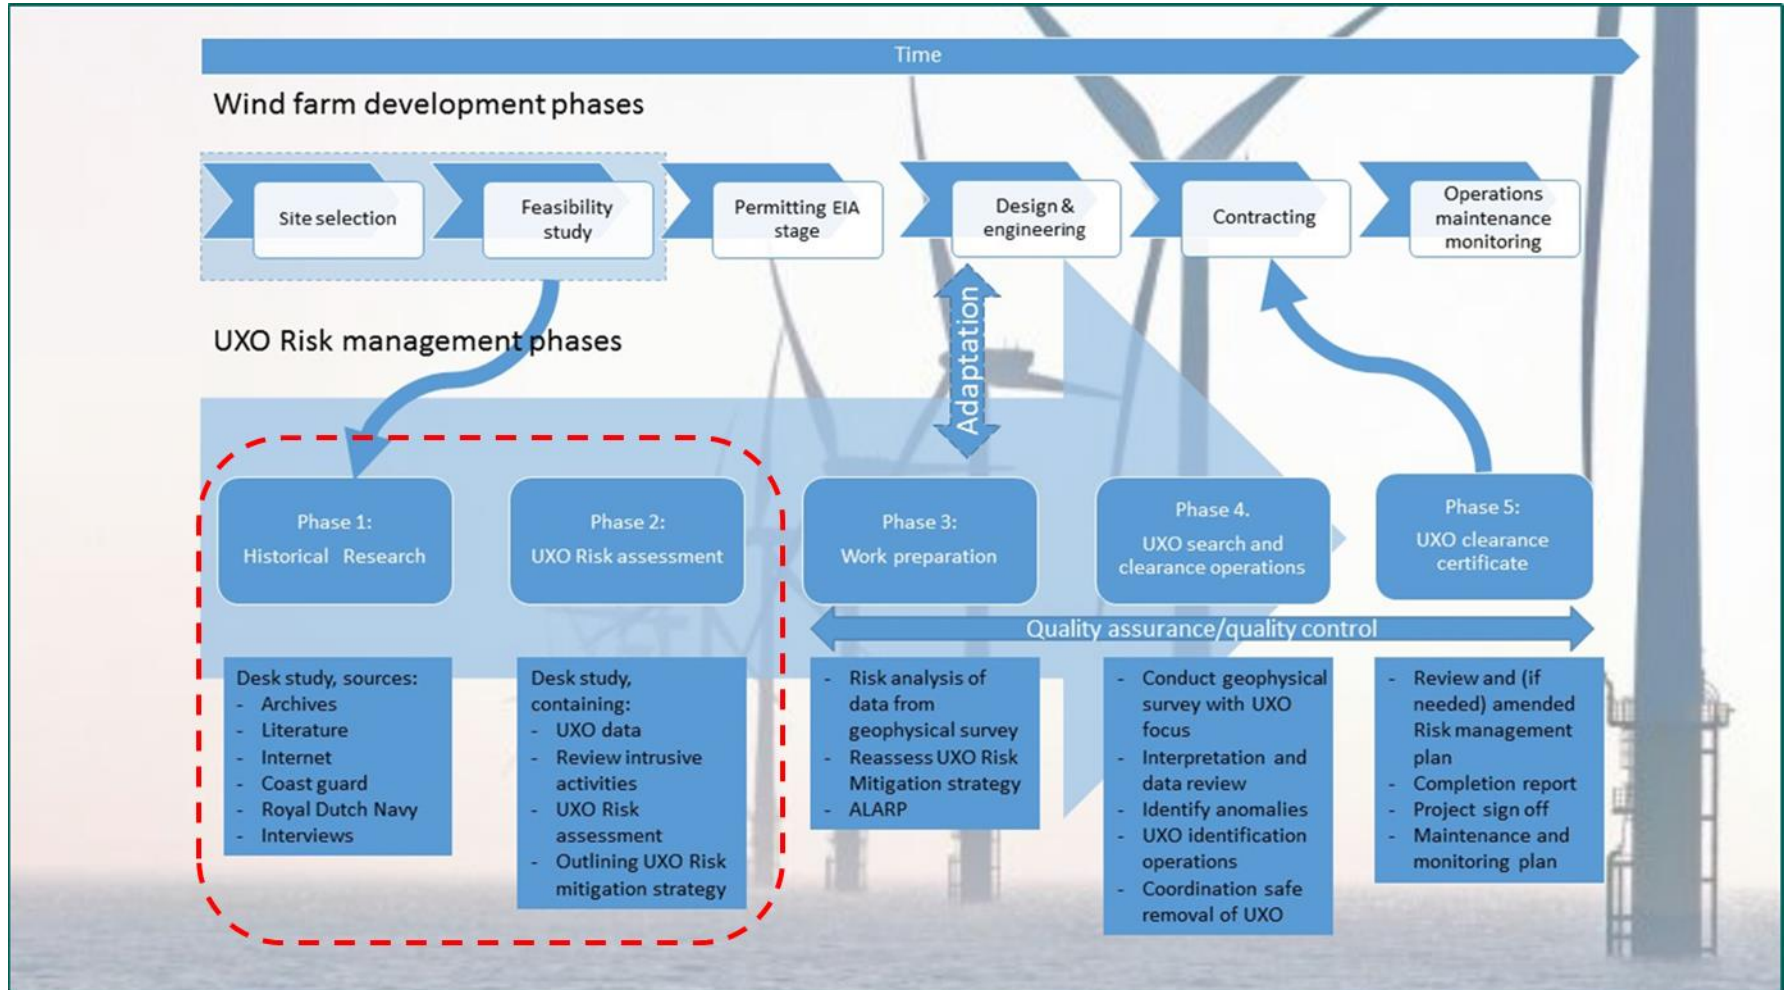 Time
Wind farm development phases
Site selection
Feasibility
study
Permitting EIA
stage
Design &
engineering
Contracting
Operations
maintenance
monitoring
Adaptation
UXO Risk management phases
Phase 1:
Historical Research
Phase 2:
UXO Risk assessment
Phase 3:
Work preparation
Phase 4.
UXO search and
clearance operations
Phase 5:
UXO clearance
certificate
Quality assurance/quality control
Desk study, sources:
- Archives
- Literature
- Internet
- Coast guard
- Royal Dutch Navy
- Interviews
Desk study,
containing:
- UXO data
- Review intrusive
activities
- UXO Risk
assessment
- Outlining UXO Risk
mitigation strategy
- Risk analysis of
data from
geophysical survey
- Reassess UXO Risk
Mitigation strategy
- ALARP
- Conduct geophysical
survey with UXO
focus
- Interpretation and
data review
- Identify anomalies
- UXO identification
operations
- Coordination safe
removal of UXO
- Review and (if
needed) amended
Risk management
plan
- Completion report
- Project sign off
- Maintenance and
monitoring plan